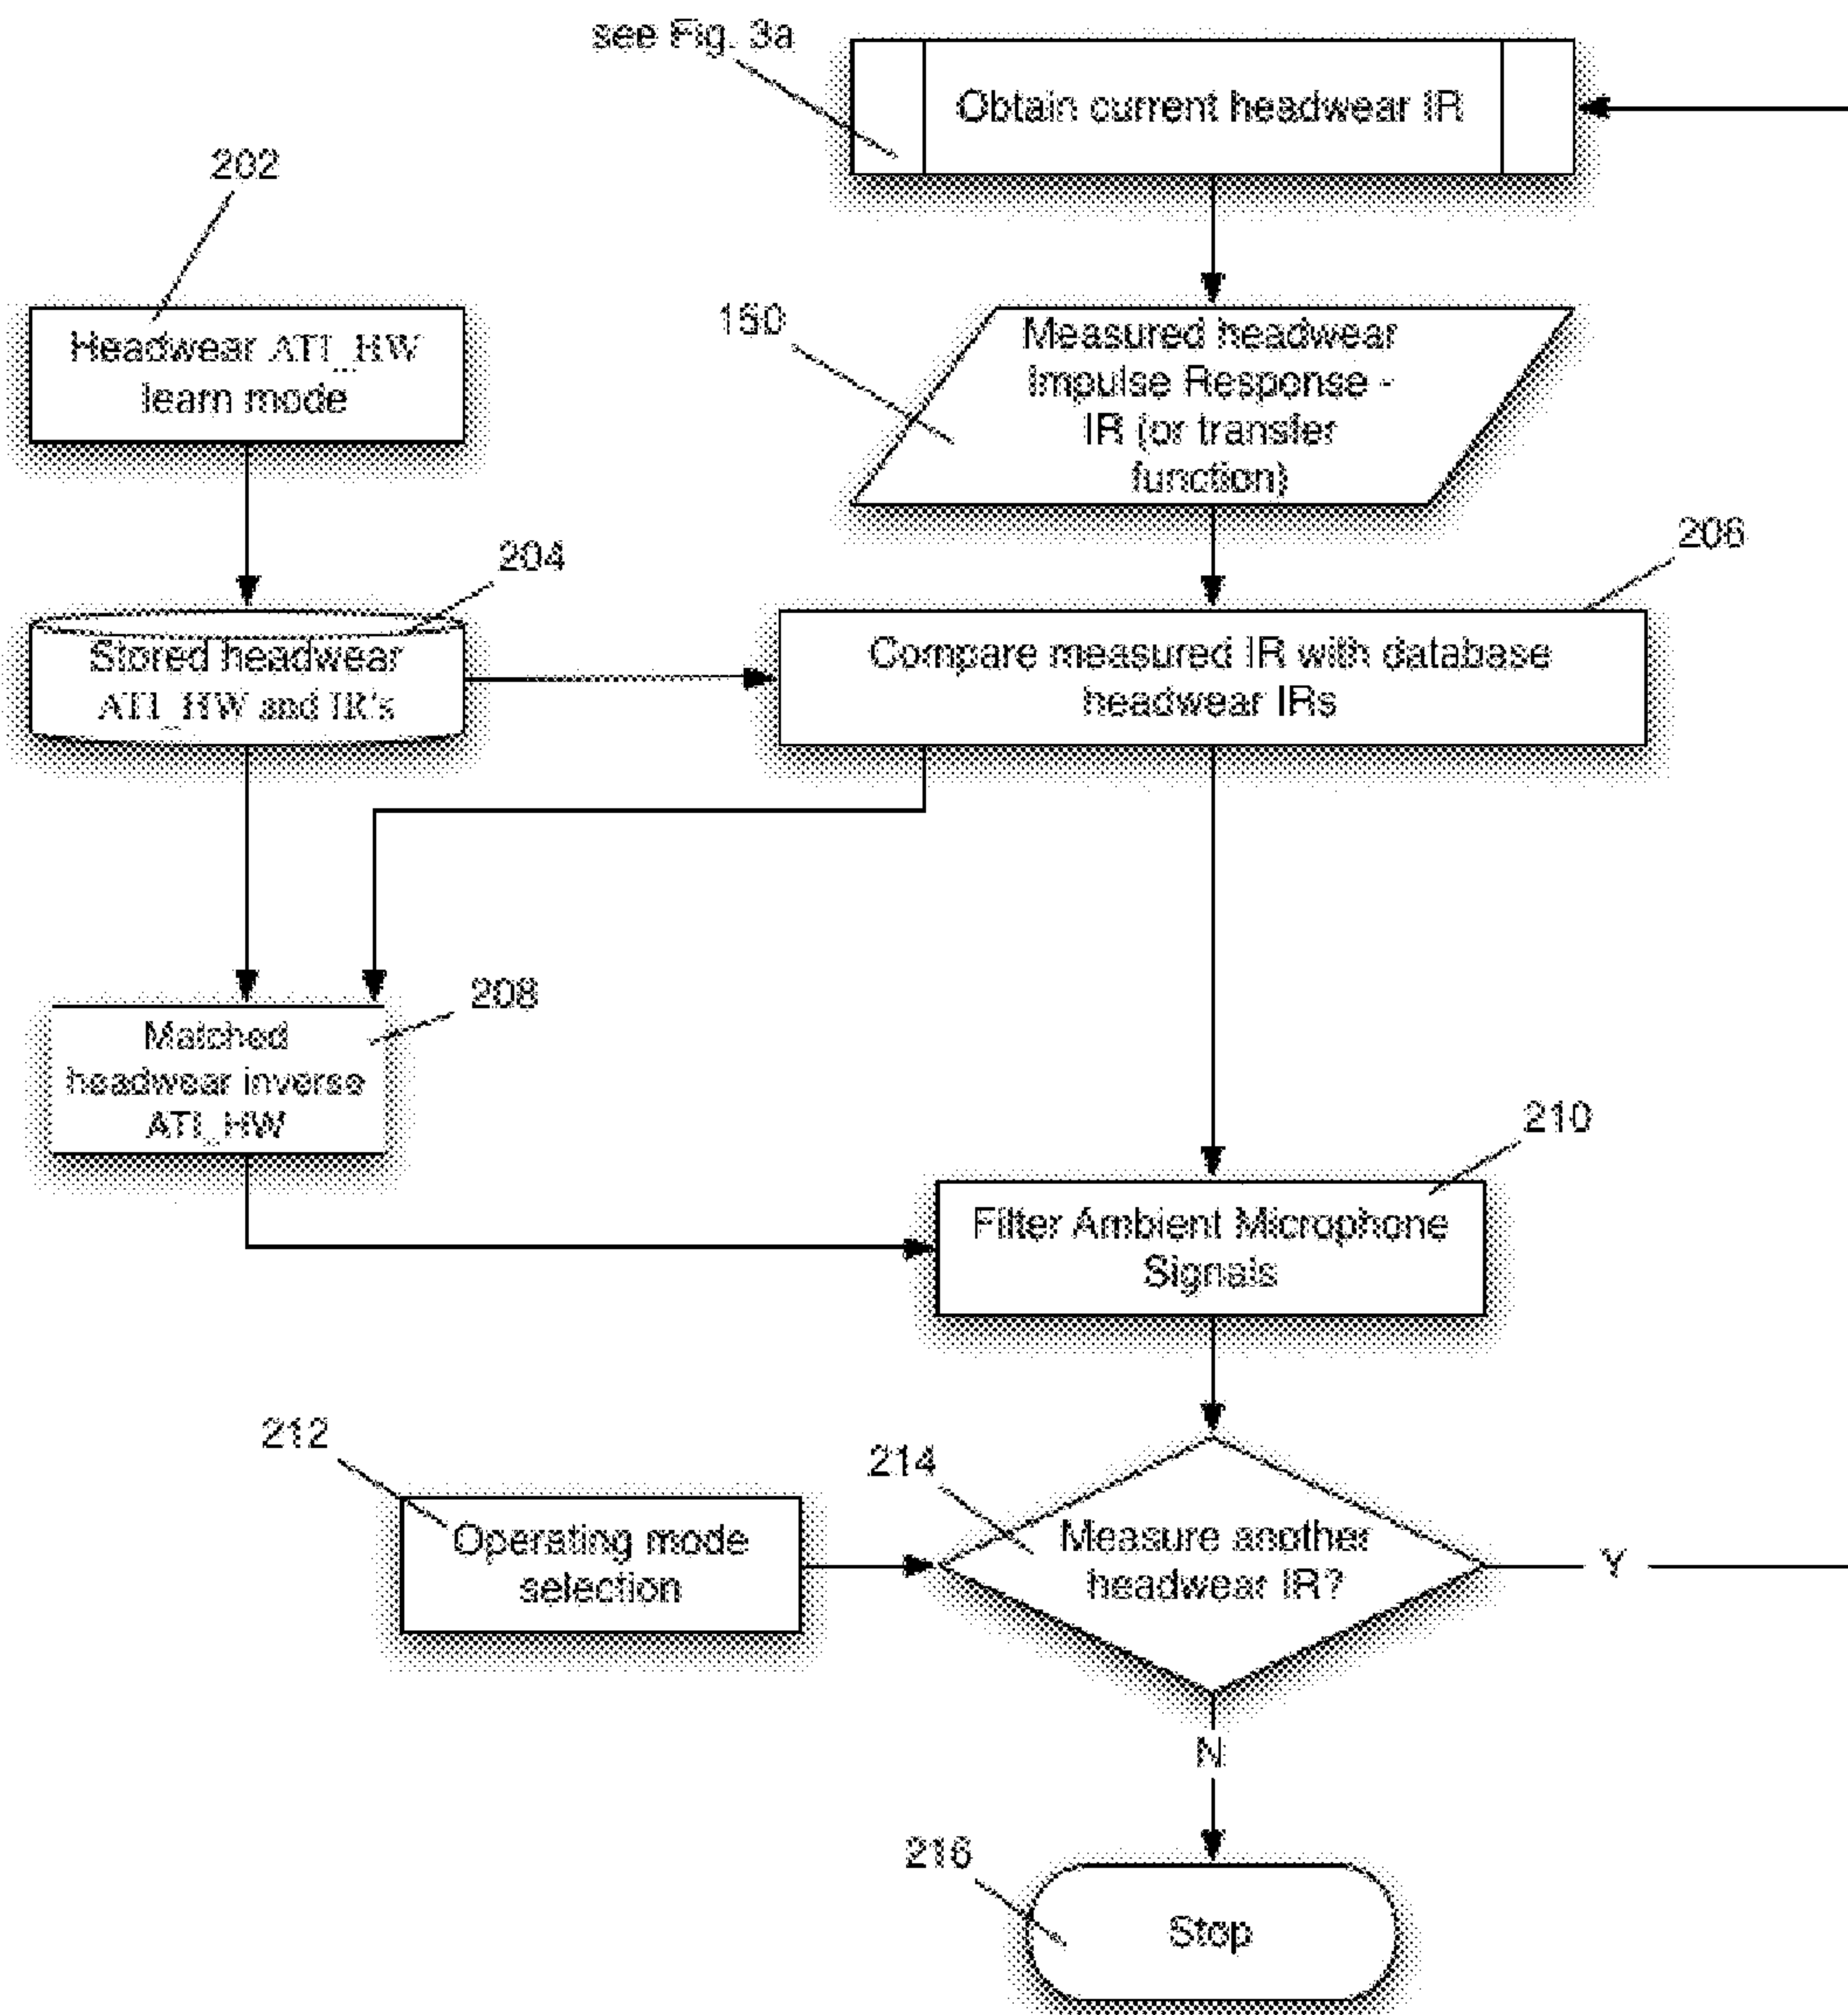 see Fig. 3a
Obtain current headwear IR
202
Headwear ATI_HW
learn mode
160
Measured headwear
Impulse Response -
IR (or transfer
function)
204
Stored headwear
ATI_HW and IR's
206
Compare measured IR with database
headwear IRs
208
Matched
headwear inverse
ATI_HW
210
Filter Ambient Microphone
Signals
212
Operating mode
selection
214
Measure another
headwear IR?
Y
N
216
Stop